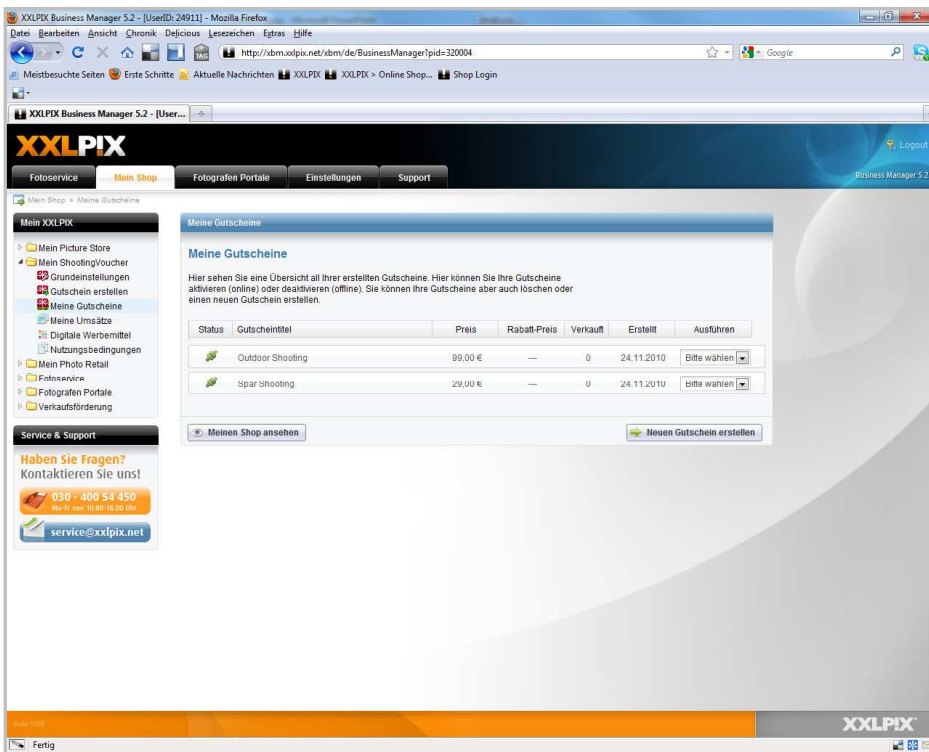 XXLPIX Business Manager 5.2 - [UserID: 24911] - Mozilla Firefox
Datei Bearbeiten Ansicht Chronik Delicious Lesezeichen Extras Hilfe
TAG http://xbm.xxlpix.net/xbm/de/BusinessManager?pid=320004 Google
Meistbesuchte Seiten Erste Schritte Aktuelle Nachrichten XXLPIX XXLPIX > Online Shop... Shop Login
XXLPIX Business Manager 5.2 - [User...
XXLPIX
Logout
Fotoservice Mein Shop Fotografen Portale Einstellungen Support
Business Manager 5.2
Mein Shop > Meine Gutscheine
Mein XXLPIX
Mein Picture Store
Mein ShootingVoucher
Grundeinstellungen
Gutschein erstellen
Meine Gutscheine
Meine Umsätze
Digitale Werbemittel
Nutzungsbedingungen
Mein Photo Retail
Fotoservice
Fotografen Portale
Verkaufsförderung
Service & Support
Haben Sie Fragen?
Kontaktieren Sie uns!
030 - 400 54 450
Mo-Fr von 10.00-18.00 Uhr
service@xxlpix.net
Meine Gutscheine
Meine Gutscheine
Hier sehen Sie eine Übersicht all Ihrer erstellten Gutscheine. Hier können Sie Ihre Gutscheine
aktivieren (online) oder deaktivieren (offline). Sie können Ihre Gutscheine aber auch löschen oder
einen neuen Gutschein erstellen.
Status Gutscheintitel Preis Rabatt-Preis Verkauft Erstellt Ausführen
Outdoor Shooting 99,00 € --- 0 24.11.2010 Bitte wählen
Spar Shooting 29,00 € --- 0 24.11.2010 Bitte wählen
Meinen Shop ansehen Neuen Gutschein erstellen
XXLPIX
Fertig